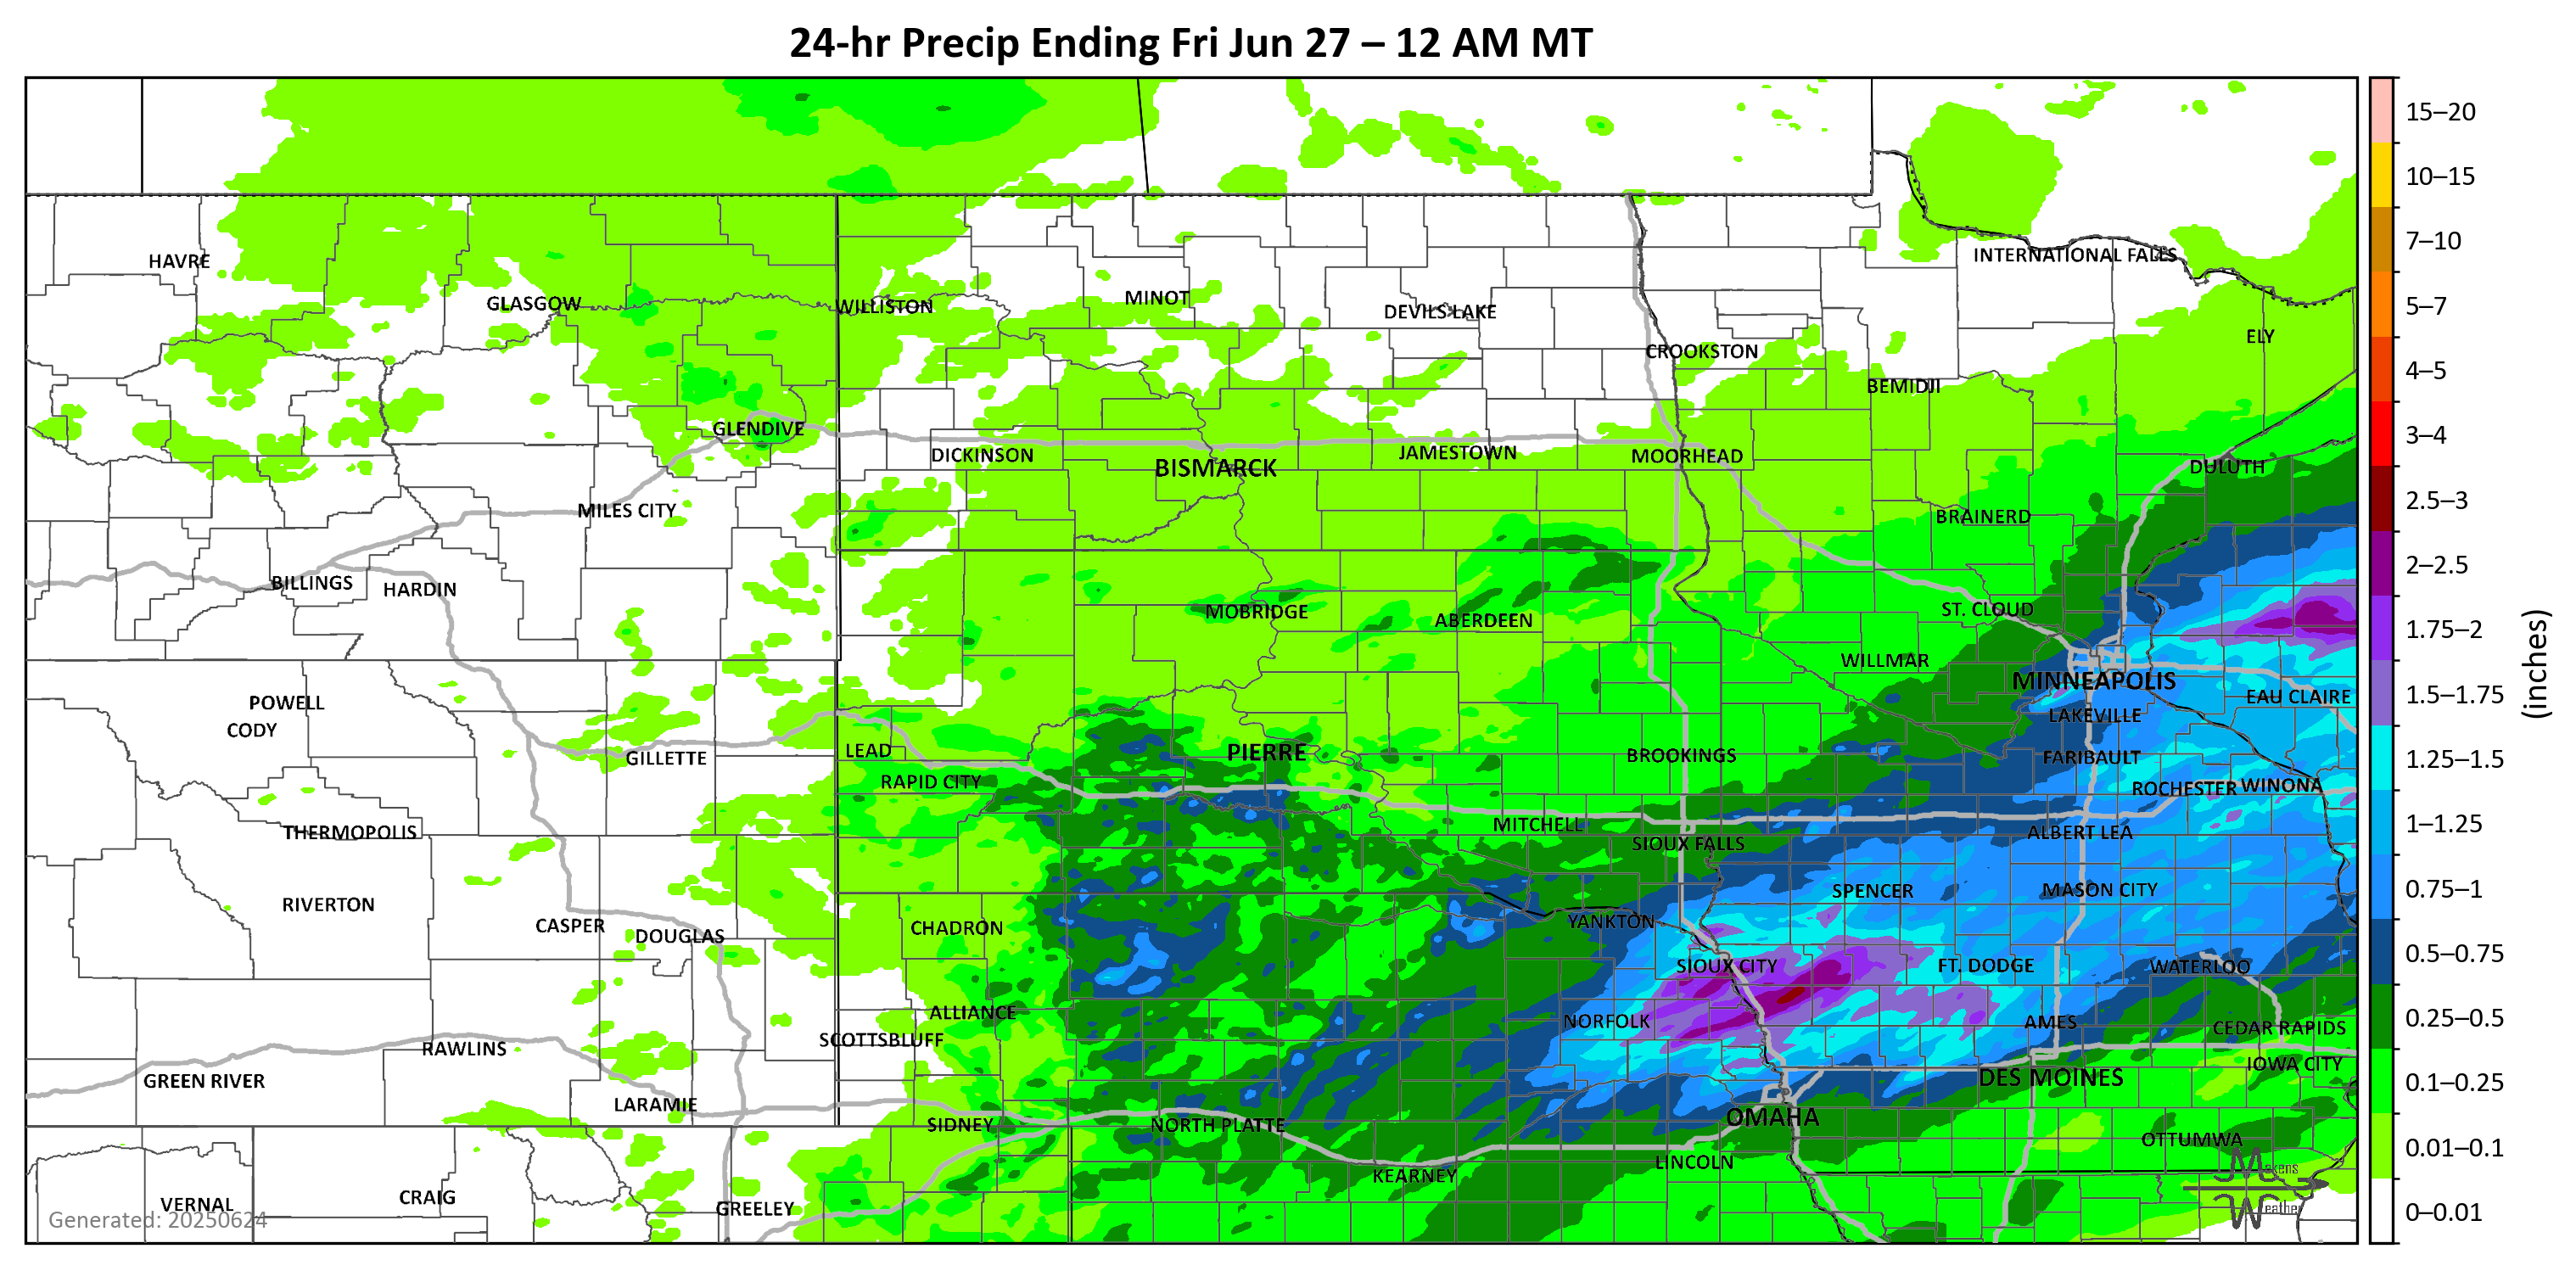 24-hr Precip Ending Fri Jun 27 – 12 AM MT
15–20
10–15
HAVRE
INTERNATIONAL FALLS
7–10
GLASGOW
WILLISTON
MINOT
DEVILS LAKE
5–7
ELY
CROOKSTON
BEMIDJI
4–5
GLENDIVE
DICKINSON
BISMARCK
JAMESTOWN
MOORHEAD
DULUTH
3–4
MILES CITY
BRAINERD
2.5–3
BILLINGS
HARDIN
2–2.5
MOBRIDGE
ABERDEEN
ST. CLOUD
1.75–2
WILLMAR
MINNEAPOLIS
(inches)
POWELL
EAU CLAIRE
1.5–1.75
CODY
LAKEVILLE
GILLETTE
LEAD
PIERRE
BROOKINGS
FARIBAULT
1.25–1.5
RAPID CITY
ROCHESTER
WINONA
THERMOPOLIS
MITCHELL
ALBERT LEA
1–1.25
SIOUX FALLS
RIVERTON
SPENCER
MASON CITY
0.75–1
CASPER
DOUGLAS
CHADRON
YANKTON
SIOUX CITY
FT. DODGE
WATERLOO
0.5–0.75
ALLIANCE
NORFOLK
AMES
CEDAR RAPIDS
0.25–0.5
RAWLINS
SCOTTSBLUFF
IOWA CITY
GREEN RIVER
DES MOINES
0.1–0.25
LARAMIE
SIDNEY
NORTH PLATTE
OMAHA
OTTUMWA
0.01–0.1
KEARNEY
LINCOLN
Makens
Weather
VERNAL
CRAIG
GREELEY
0–0.01
Generated: 20250624